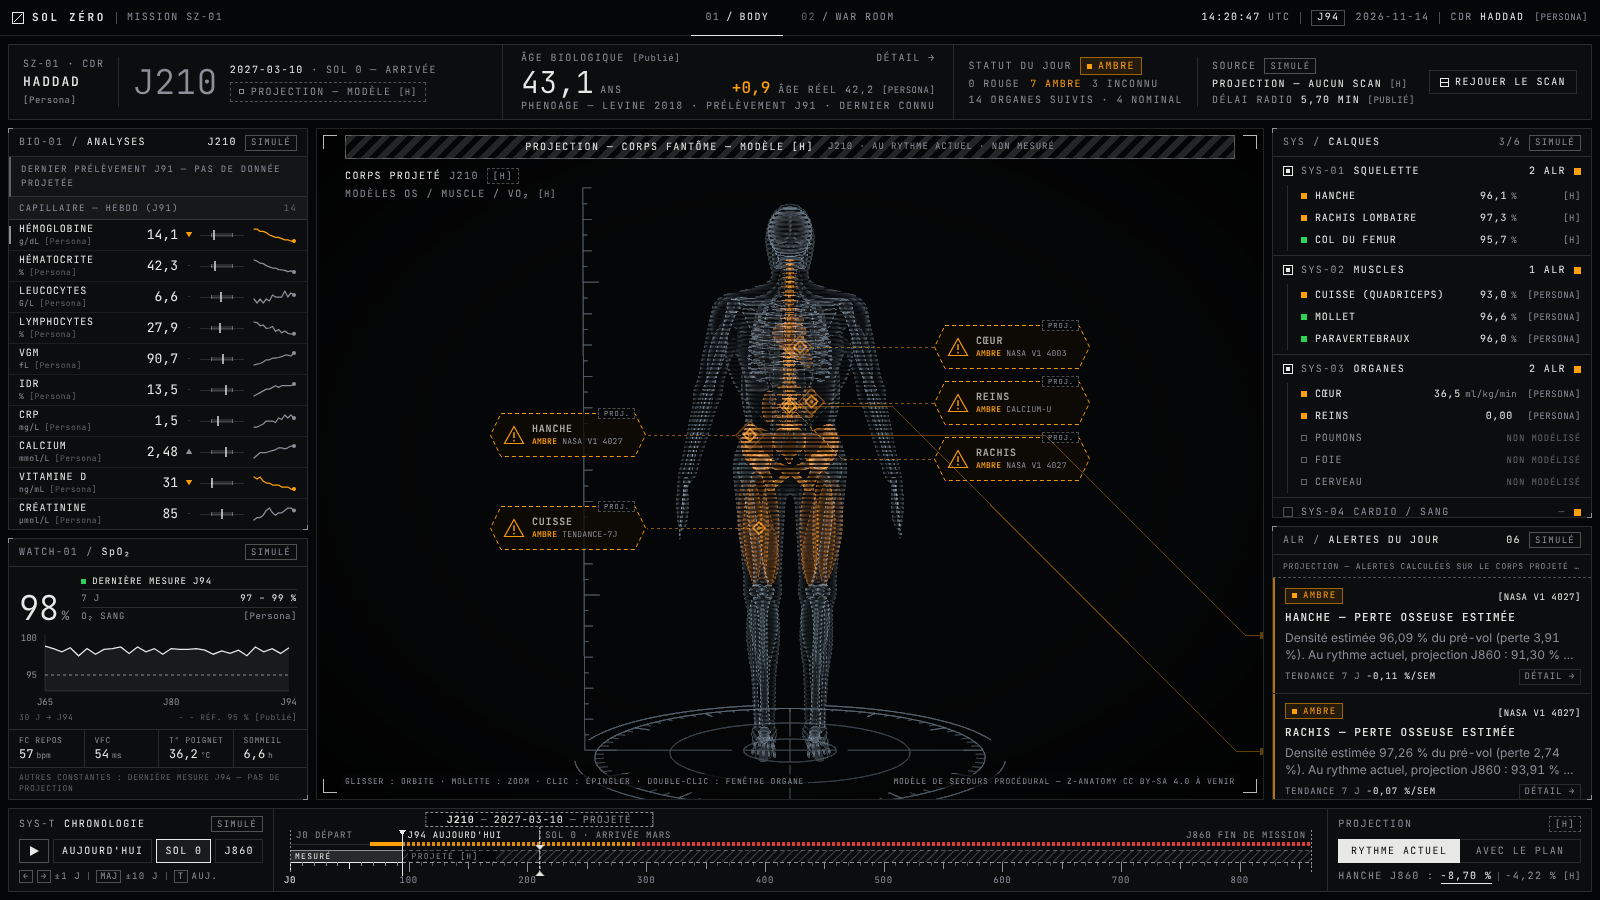 SOL ZÉRO | MISSION SZ-01
01 / BODY
02 / WAR ROOM
14:20:47 UTC | J94 2026-11-14 | CDR HADDAD [PERSONA]
SZ-01 · CDR
HADDAD
[Persona]
J210
2027-03-10 · SOL 0 — ARRIVÉE
PROJECTION — MODÈLE [H]
ÂGE BIOLOGIQUE [Publié]
DÉTAIL →
43,1 ANS
+0,9 ÂGE RÉEL 42,2 [PERSONA]
PHENOAGE — LEVINE 2018 · PRÉLÈVEMENT J91 · DERNIER CONNU
STATUT DU JOUR AMBRE
0 ROUGE 7 AMBRE 3 INCONNU
14 ORGANES SUIVIS · 4 NOMINAL
SOURCE SIMULÉ
PROJECTION — AUCUN SCAN [H]
DÉLAI RADIO 5,70 MIN [PUBLIÉ]
REJOUER LE SCAN
BIO-01 / ANALYSES
J210 SIMULÉ
DERNIER PRÉLÈVEMENT J91 — PAS DE DONNÉE PROJETÉE
CAPILLAIRE — HEBDO (J91) 14
HÉMOGLOBINE
g/dL [Persona]
14,1
HÉMATOCRITE
% [Persona]
42,3
LEUCOCYTES
G/L [Persona]
6,6
LYMPHOCYTES
% [Persona]
27,9
VGM
fL [Persona]
90,7
IDR
% [Persona]
13,5
CRP
mg/L [Persona]
1,5
CALCIUM
mmol/L [Persona]
2,48
VITAMINE D
ng/mL [Persona]
31
CRÉATININE
µmol/L [Persona]
85
WATCH-01 / SpO₂
SIMULÉ
98%
DERNIÈRE MESURE J94
7 J 97 – 99 %
O₂ SANG [Persona]
100
95
J65 J80 J94
30 J → J94
- - RÉF. 95 % [Publié]
FC REPOS
57 bpm
VFC
54 ms
T° POIGNET
36,2 °C
SOMMEIL
6,6 h
AUTRES CONSTANTES : DERNIÈRE MESURE J94 — PAS DE PROJECTION
PROJECTION — CORPS FANTÔME — MODÈLE [H] J210 · AU RYTHME ACTUEL · NON MESURÉ
CORPS PROJETÉ J210 [H]
MODÈLES OS / MUSCLE / VO₂ [H]
PROJ.
CŒUR
AMBRE NASA V1 4003
PROJ.
REINS
AMBRE CALCIUM-U
PROJ.
HANCHE
AMBRE NASA V1 4027
PROJ.
RACHIS
AMBRE NASA V1 4027
PROJ.
CUISSE
AMBRE TENDANCE-7J
GLISSER : ORBITE · MOLETTE : ZOOM · CLIC : ÉPINGLER · DOUBLE-CLIC : FENÊTRE ORGANE
MODÈLE DE SECOURS PROCÉDURAL — Z-ANATOMY CC BY-SA 4.0 À VENIR
SYS / CALQUES
3/6 SIMULÉ
SYS-01 SQUELETTE 2 ALR
HANCHE 96,1 % [H]
RACHIS LOMBAIRE 97,3 % [H]
COL DU FEMUR 95,7 % [H]
SYS-02 MUSCLES 1 ALR
CUISSE (QUADRICEPS) 93,0 % [PERSONA]
MOLLET 96,6 % [PERSONA]
PARAVERTEBRAUX 96,0 % [PERSONA]
SYS-03 ORGANES 2 ALR
CŒUR 36,5 ml/kg/min [PERSONA]
REINS 0,00 [PERSONA]
POUMONS NON MODÉLISÉ
FOIE NON MODÉLISÉ
CERVEAU NON MODÉLISÉ
SYS-04 CARDIO / SANG —
ALR / ALERTES DU JOUR
06 SIMULÉ
PROJECTION — ALERTES CALCULÉES SUR LE CORPS PROJETÉ …
AMBRE [NASA V1 4027]
HANCHE — PERTE OSSEUSE ESTIMÉE
Densité estimée 96,09 % du pré-vol (perte 3,91
%). Au rythme actuel, projection J860 : 91,30 % …
TENDANCE 7 J -0,11 %/SEM DÉTAIL →
AMBRE [NASA V1 4027]
RACHIS — PERTE OSSEUSE ESTIMÉE
Densité estimée 97,26 % du pré-vol (perte 2,74
%). Au rythme actuel, projection J860 : 93,91 % …
TENDANCE 7 J -0,07 %/SEM DÉTAIL →
SYS-T CHRONOLOGIE SIMULÉ
AUJOURD'HUI SOL 0 J860
← → ±1 J | MAJ ±10 J | T AUJ.
J210 — 2027-03-10 — PROJETÉ
J0 DÉPART
J94 AUJOURD'HUI
SOL 0 · ARRIVÉE MARS
J860 FIN DE MISSION
MESURÉ
PROJETÉ [H]
J0 100 200 300 400 500 600 700 800
PROJECTION [H]
RYTHME ACTUEL AVEC LE PLAN
HANCHE J860 : -8,70 % | -4,22 % [H]